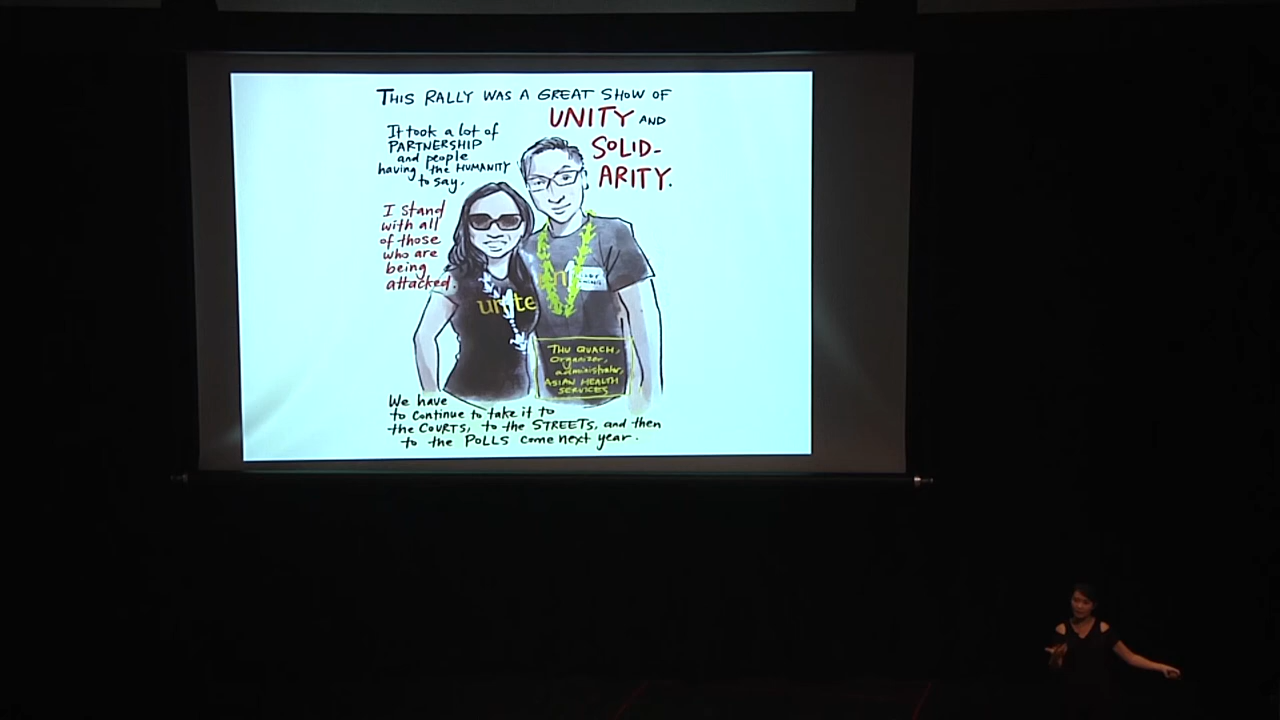 THIS RALLY WAS A GREAT SHOW OF
UNITY AND
SOLID-
ARITY.
It took a lot of
PARTNERSHIP
and people
having the HUMANITY
to say,
I stand
with all
of those
who are
being
attacked.
unite
THU QUACH,
organizer,
administrator,
ASIAN HEALTH
SERVICES
We have
to continue to take it to
the COURTS, to the STREETS, and then
to the POLLS come next year.